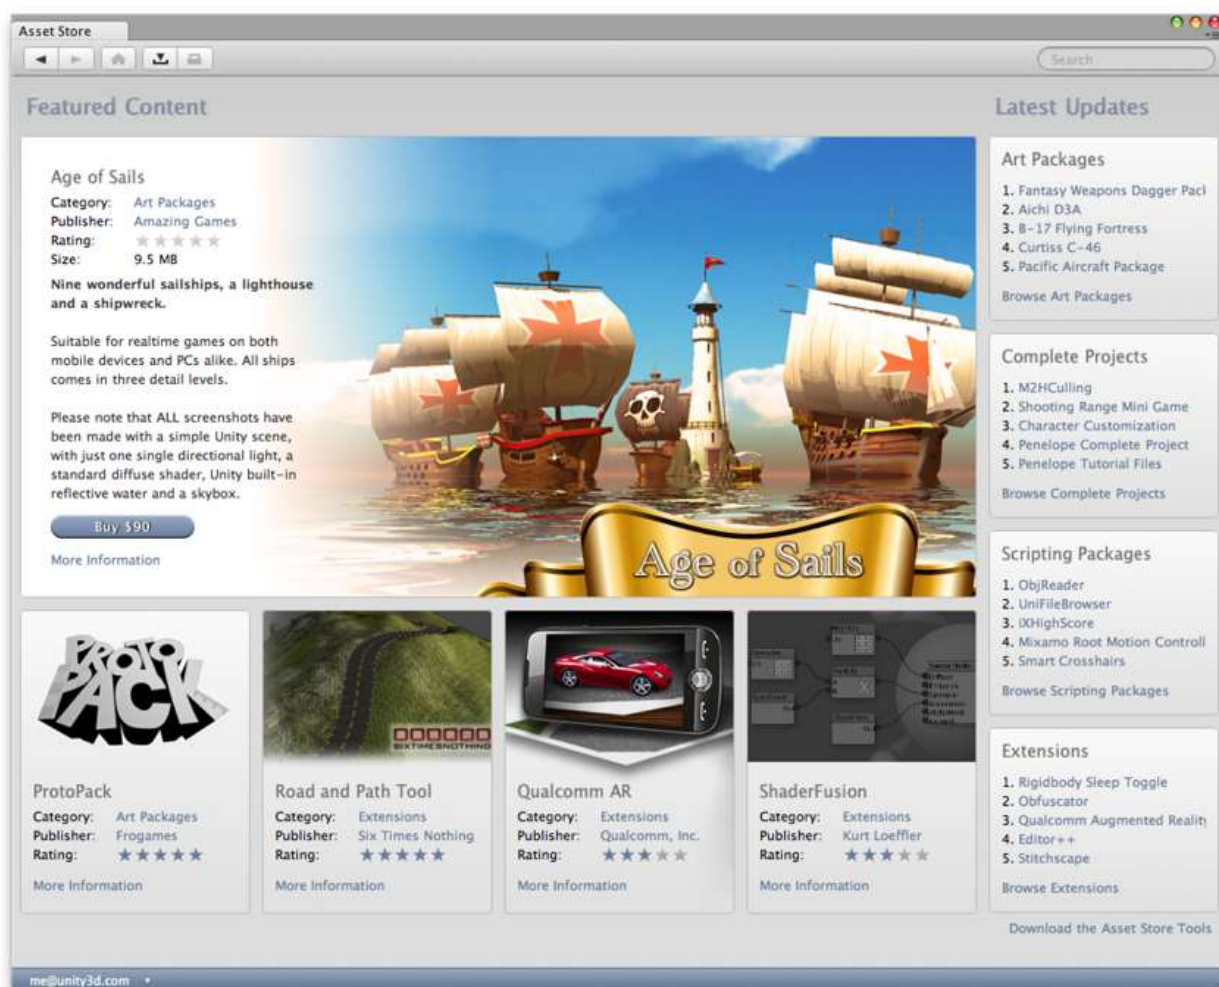 Asset Store
Search
Featured Content
Age of Sails
Category: Art Packages
Publisher: Amazing Games
Rating:
Size: 9.5 MB
Nine wonderful sailships, a lighthouse
and a shipwreck.
Suitable for realtime games on both
mobile devices and PCs alike. All ships
comes in three detail levels.
Please note that ALL screenshots have
been made with a simple Unity scene,
with just one single directional light, a
standard diffuse shader, Unity built-in
reflective water and a skybox.
Buy $90
More Information
Age of Sails
PROTO
PACK
ProtoPack
Category: Art Packages
Publisher: Frogames
Rating:
More Information
SIXTIMESNOTHING
Road and Path Tool
Category: Extensions
Publisher: Six Times Nothing
Rating:
More Information
Qualcomm AR
Category: Extensions
Publisher: Qualcomm, Inc.
Rating:
More Information
ShaderFusion
Category: Extensions
Publisher: Kurt Loeffler
Rating:
More Information
Latest Updates
Art Packages
1. Fantasy Weapons Dagger Pack
2. Aichi D3A
3. B-17 Flying Fortress
4. Curtiss C-46
5. Pacific Aircraft Package
Browse Art Packages
Complete Projects
1. M2HCulling
2. Shooting Range Mini Game
3. Character Customization
4. Penelope Complete Project
5. Penelope Tutorial Files
Browse Complete Projects
Scripting Packages
1. ObjReader
2. UniFileBrowser
3. iXHighScore
4. Mixamo Root Motion Controll
5. Smart Crosshairs
Browse Scripting Packages
Extensions
1. Rigidbody Sleep Toggle
2. Obfuscator
3. Qualcomm Augmented Reality
4. Editor++
5. Stitchscape
Browse Extensions
Download the Asset Store Tools
me@unity3d.com